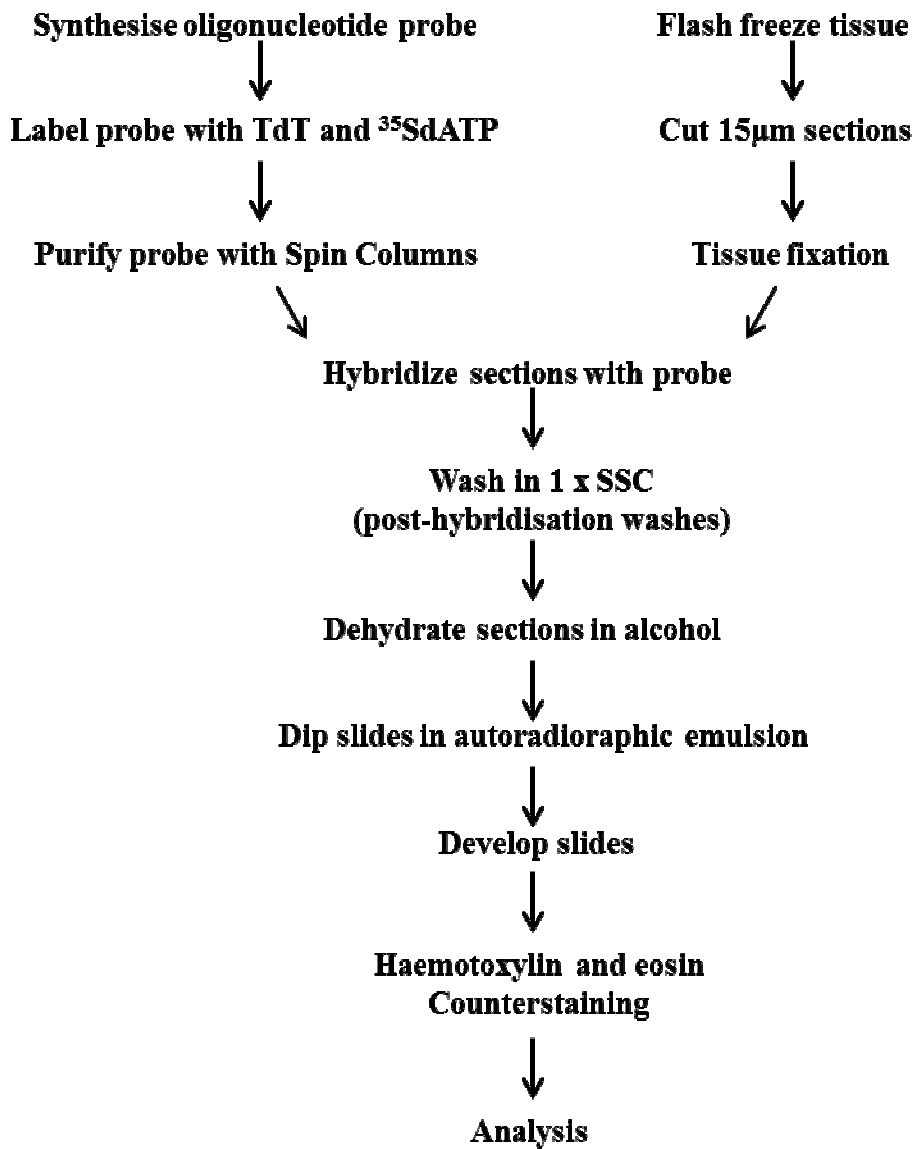 Synthesise oligonucleotide probe
Label probe with TdT and ³⁵SdATP
Purify probe with Spin Columns
Flash freeze tissue
Cut 15µm sections
Tissue fixation
Hybridize sections with probe
Wash in 1 x SSC
(post-hybridisation washes)
Dehydrate sections in alcohol
Dip slides in autoradioraphic emulsion
Develop slides
Haemotoxylin and eosin
Counterstaining
Analysis